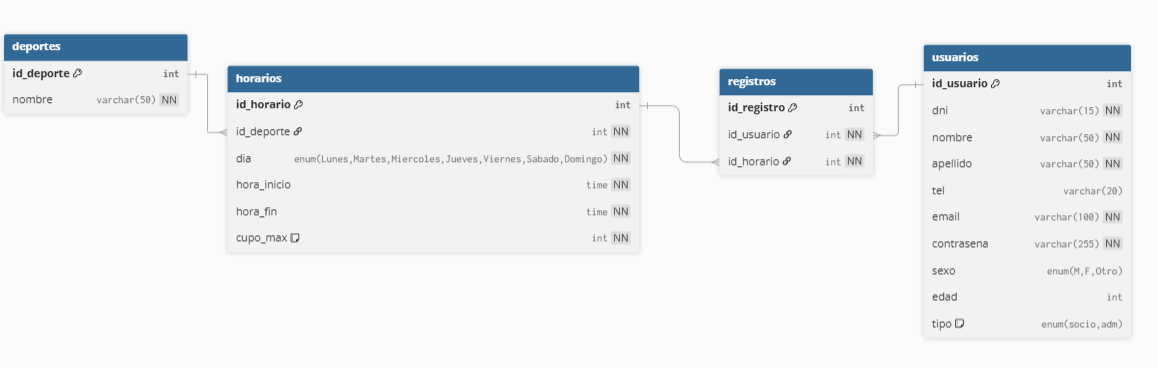 deportes
id_deporte int
nombre varchar(50) NN
horarios
id_horario int
id_deporte int NN
dia enum(Lunes,Martes,Miercoles,Jueves,Viernes,Sabado,Domingo) NN
hora_inicio time NN
hora_fin time NN
cupo_max int NN
registros
id_registro int
id_usuario int NN
id_horario int NN
usuarios
id_usuario int
dni varchar(15) NN
nombre varchar(50) NN
apellido varchar(50) NN
tel varchar(20)
email varchar(100) NN
contrasena varchar(255) NN
sexo enum(M,F,Otro)
edad int
tipo enum(socio,adm)